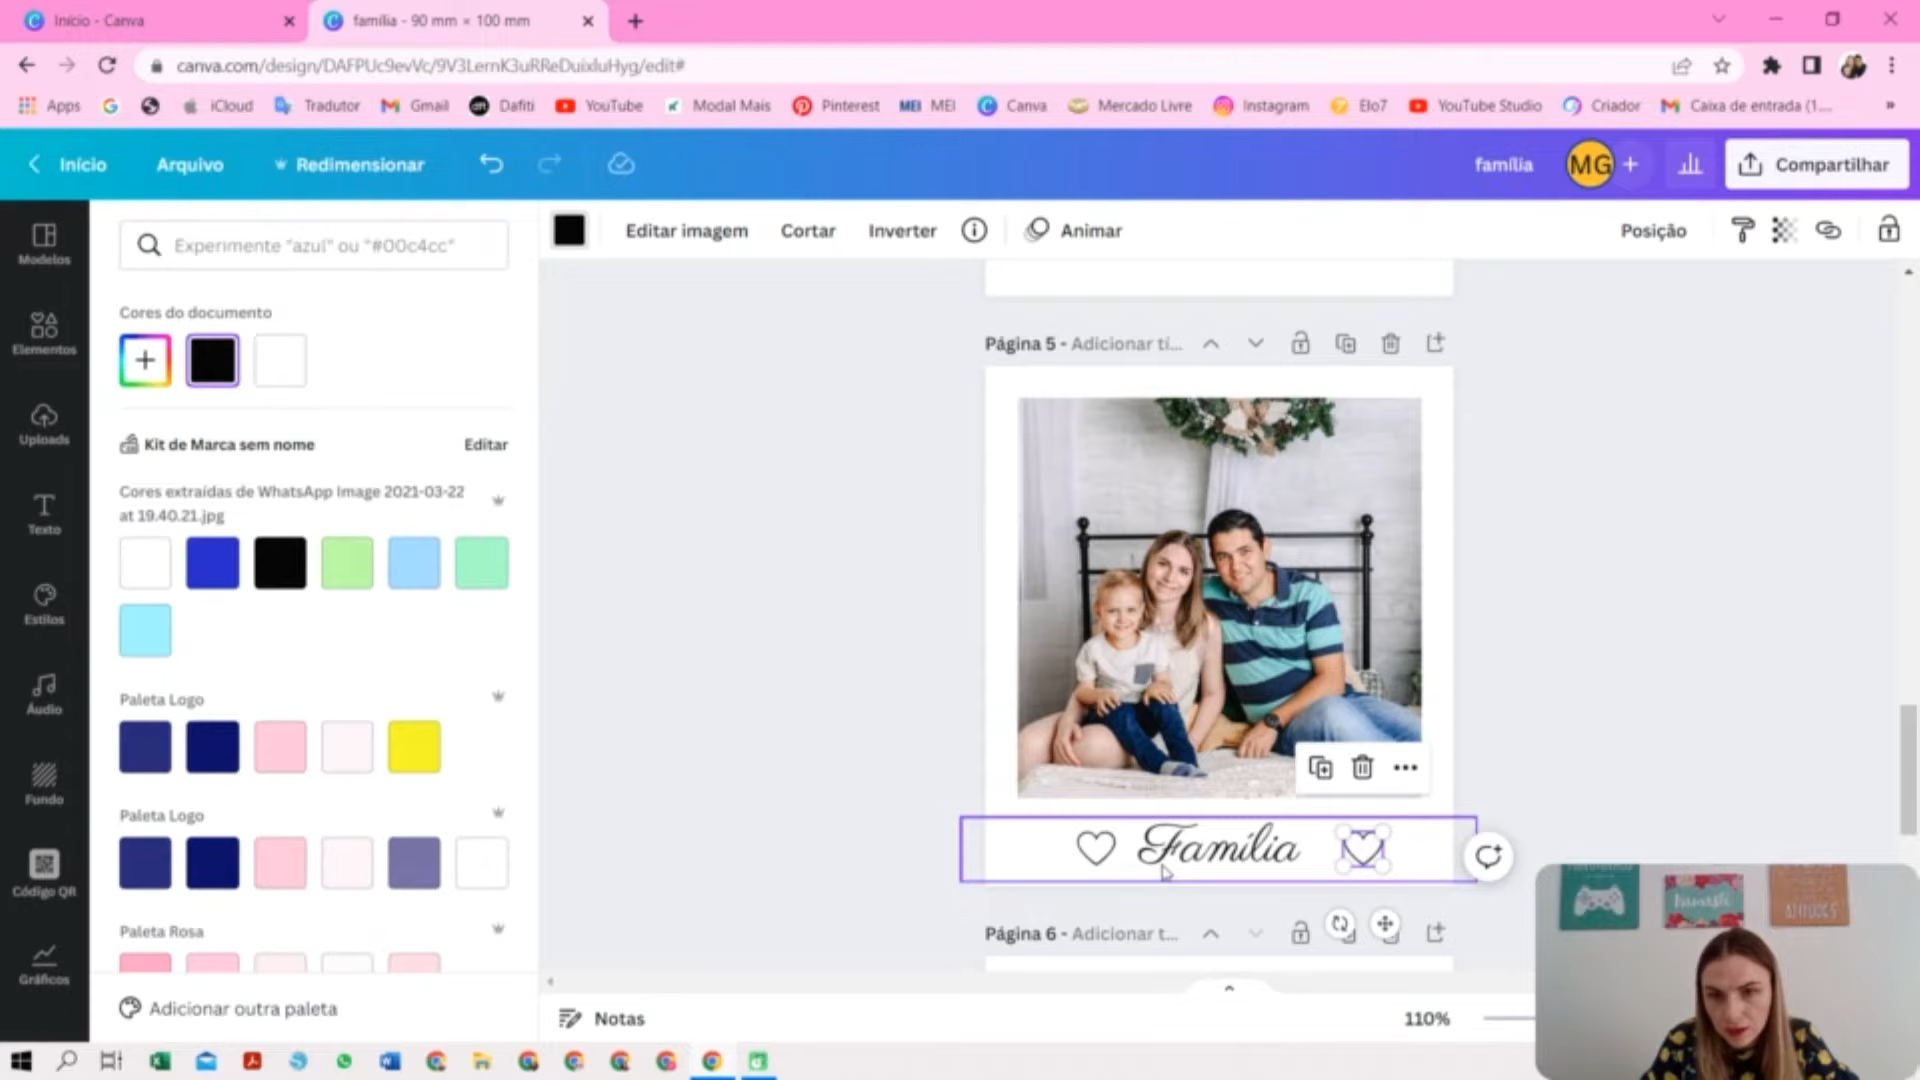 Início - Canva
família - 90 mm × 100 mm
canva.com/design/DAFPUc9evVc/9V3LernK3uRReDuixluHyg/edit#
Apps
iCloud
Tradutor
Gmail
Dafiti
YouTube
Modal Mais
Pinterest
MEI MEI
Canva
Mercado Livre
Instagram
Elo7
YouTube Studio
Criador
Caixa de entrada (1...
Início
Arquivo
Redimensionar
família
MG
Compartilhar
Modelos
Elementos
Uploads
Texto
Estilos
Áudio
Fundo
Código QR
Gráficos
Experimente "azul" ou "#00c4cc"
Cores do documento
Kit de Marca sem nome
Editar
Cores extraídas de WhatsApp Image 2021-03-22
at 19.40.21.jpg
Paleta Logo
Paleta Logo
Paleta Rosa
Adicionar outra paleta
Editar imagem
Cortar
Inverter
Animar
Posição
Página 5 - Adicionar tí...
Família
Página 6 - Adicionar t...
Notas
110%
Namastê